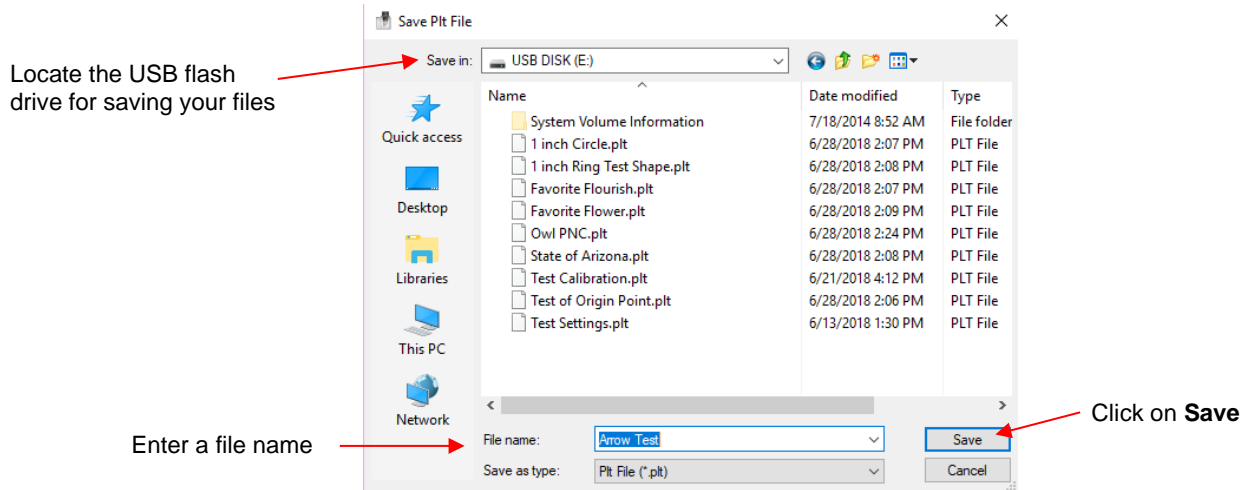 Save Plt File
Locate the USB flash
drive for saving your files
Save in: USB DISK (E:)
Name Date modified Type
System Volume Information 7/18/2014 8:52 AM File folder
1 inch Circle.plt 6/28/2018 2:07 PM PLT File
1 inch Ring Test Shape.plt 6/28/2018 2:08 PM PLT File
Favorite Flourish.plt 6/28/2018 2:07 PM PLT File
Favorite Flower.plt 6/28/2018 2:09 PM PLT File
Owl PNC.plt 6/28/2018 2:24 PM PLT File
State of Arizona.plt 6/28/2018 2:08 PM PLT File
Test Calibration.plt 6/21/2018 4:12 PM PLT File
Test of Origin Point.plt 6/28/2018 2:06 PM PLT File
Test Settings.plt 6/13/2018 1:30 PM PLT File
Quick access
Desktop
Libraries
This PC
Network
Enter a file name
File name: Arrow Test Save
Save as type: Plt File (*.plt) Cancel
Click on Save